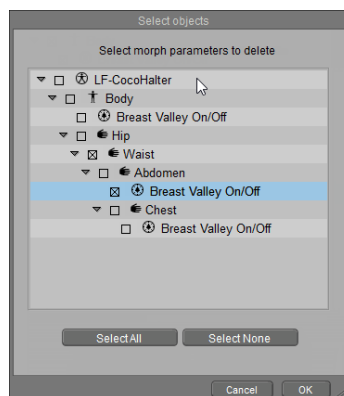 Select objects
Select morph parameters to delete
LF-CocoHalter
Body
Breast Valley On/Off
Hip
Waist
Abdomen
Breast Valley On/Off
Chest
Breast Valley On/Off
Select All Select None
Cancel OK